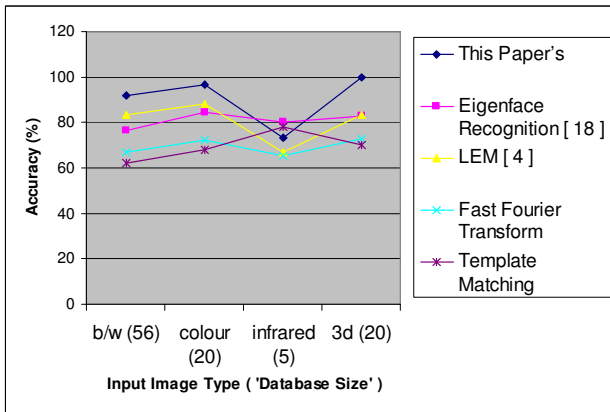 120
100
80
60
40
20
0
Accuracy (%)
b/w (56)
colour
(20)
infrared
(5)
3d (20)
Input Image Type ( 'Database Size' )
This Paper's
Eigenface
Recognition [ 18 ]
LEM [ 4 ]
Fast Fourier
Transform
Template
Matching